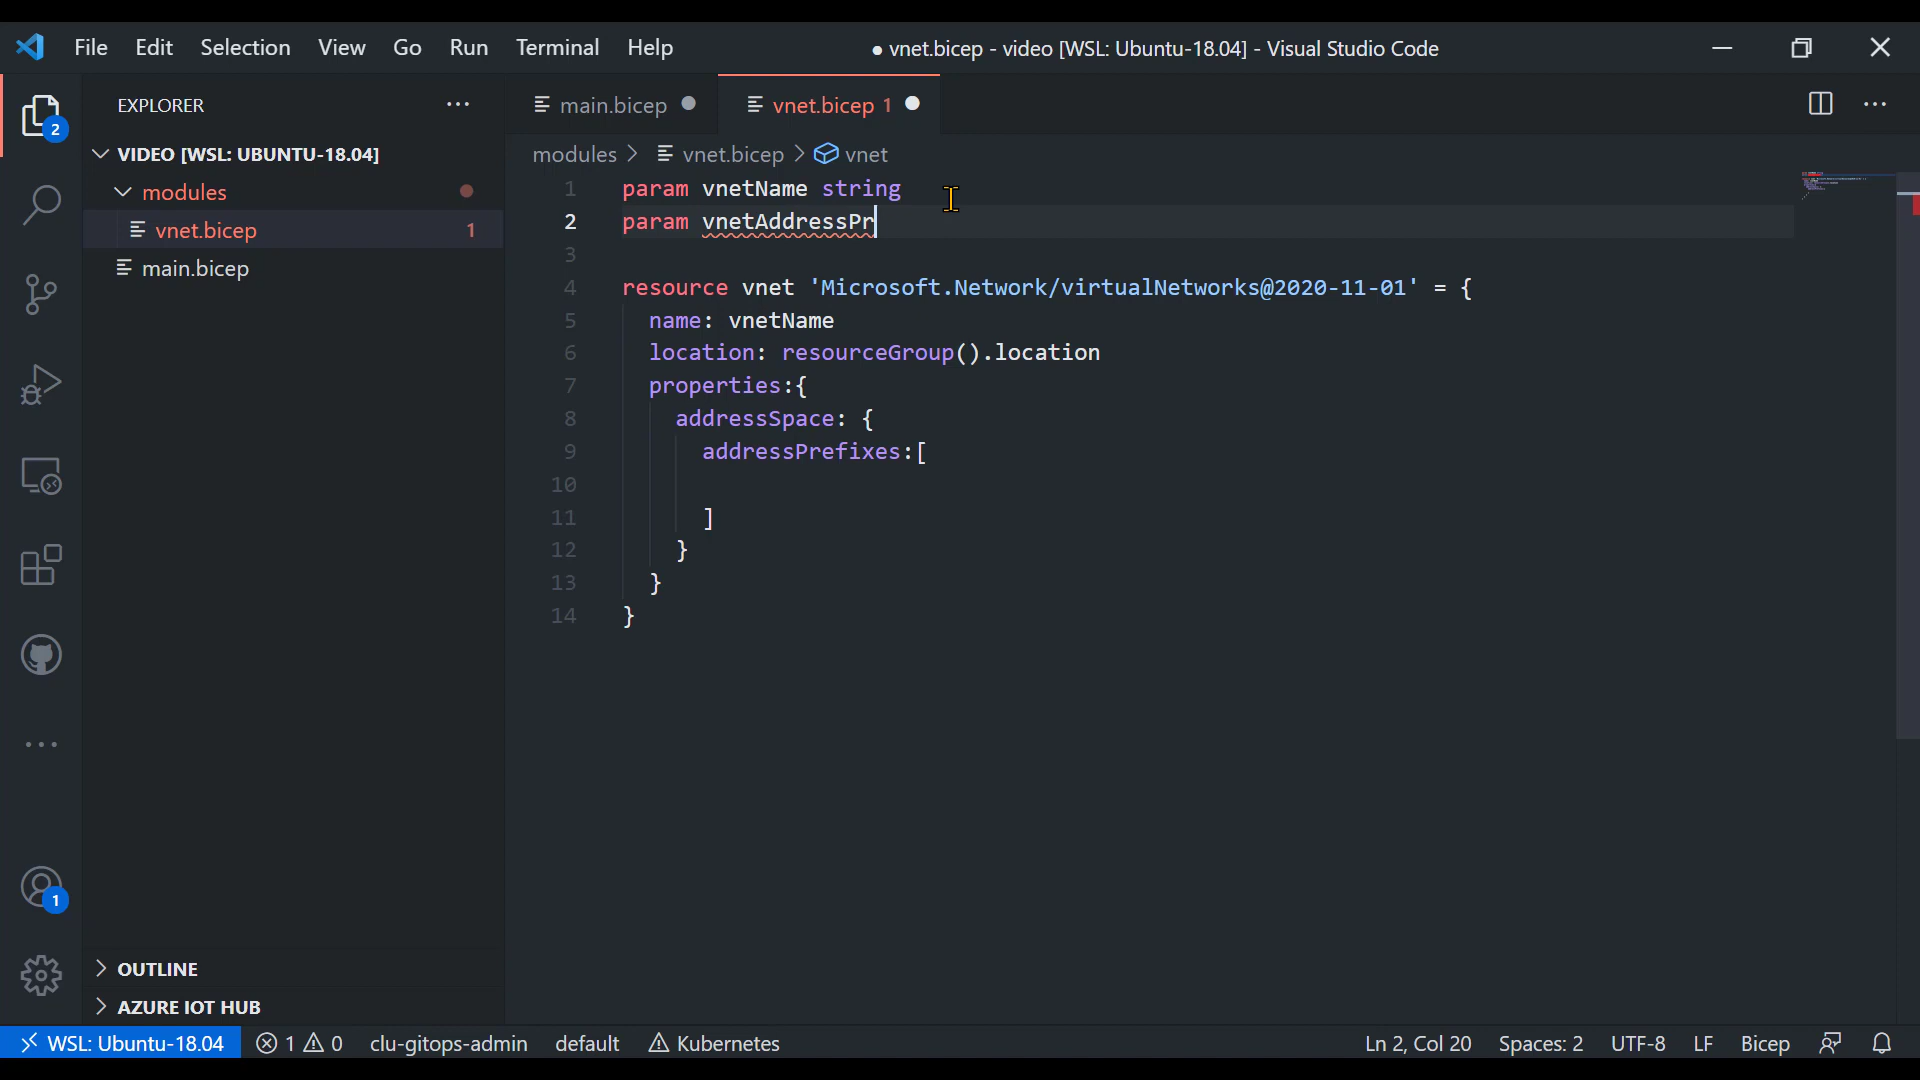 File Edit Selection View Go Run Terminal Help
● vnet.bicep - video [WSL: Ubuntu-18.04] - Visual Studio Code
EXPLORER
main.bicep
vnet.bicep 1
2
VIDEO [WSL: UBUNTU-18.04]
modules
vnet.bicep 1
main.bicep
modules > vnet.bicep > vnet
1 param vnetName string
2 param vnetAddressPr
3
4 resource vnet 'Microsoft.Network/virtualNetworks@2020-11-01' = {
5 name: vnetName
6 location: resourceGroup().location
7 properties:{
8 addressSpace: {
9 addressPrefixes:[
10
11 ]
12 }
13 }
14 }
1
OUTLINE
AZURE IOT HUB
WSL: Ubuntu-18.04 1 0 clu-gitops-admin default Kubernetes
Ln 2, Col 20 Spaces: 2 UTF-8 LF Bicep